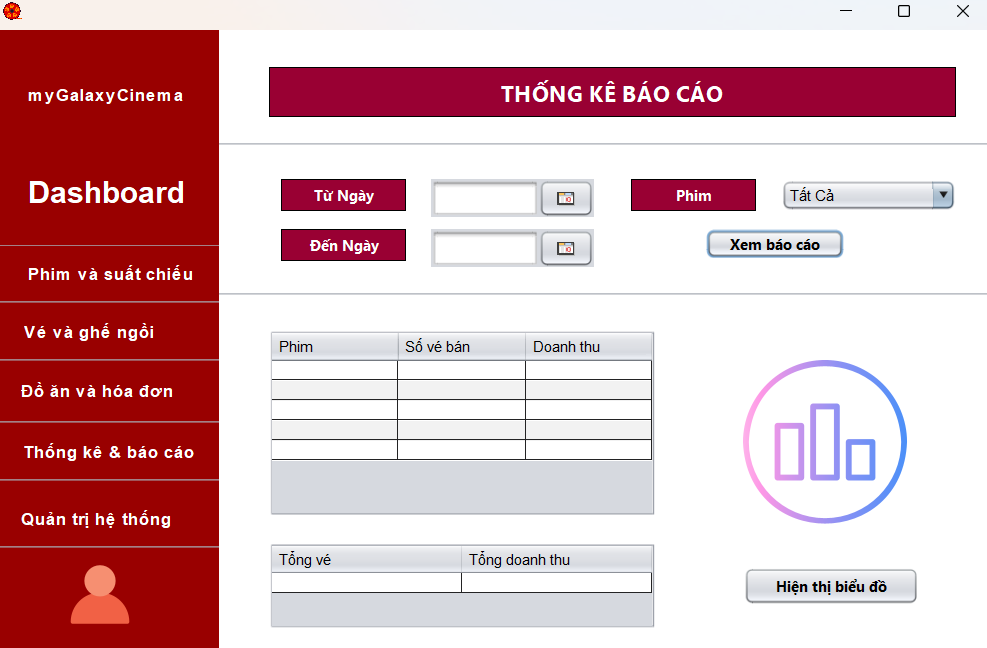 myGalaxyCinema
Dashboard
Phim và suất chiếu
Vé và ghế ngồi
Đồ ăn và hóa đơn
Thống kê & báo cáo
Quản trị hệ thống
THỐNG KÊ BÁO CÁO
Từ Ngày
Phim
Tất Cả
Đến Ngày
Xem báo cáo
Phim Số vé bán Doanh thu
Tổng vé Tổng doanh thu
Hiện thị biểu đồ